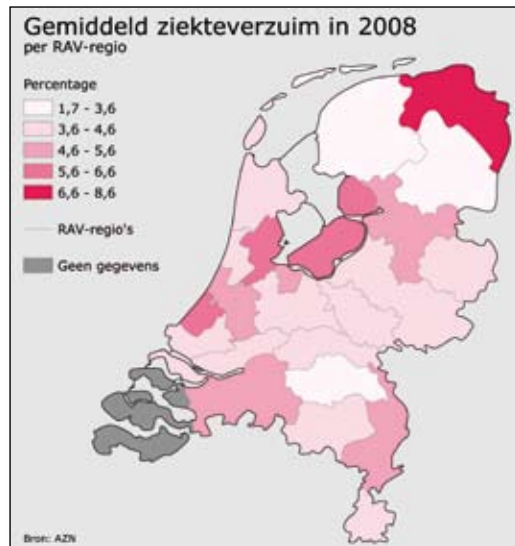 Gemiddeld ziekteverzuim in 2008
per RAV-regio
Percentage
1,7 - 3,6
3,6 - 4,6
4,6 - 5,6
5,6 - 6,6
6,6 - 8,6
RAV-regio's
Geen gegevens
Bron: AZN